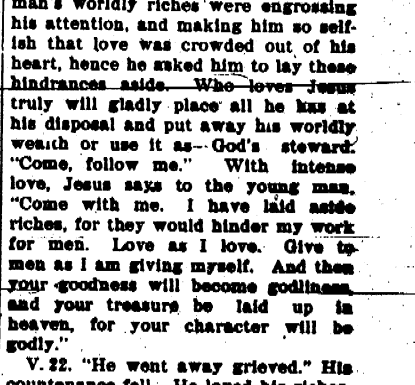 man's worldly riches were engrossing
his attention, and making him so self-
ish that love was crowded out of his
heart, hence he asked him to lay these
hindrances aside. Who loves Jesus
truly will gladly place all he has at
his disposal and put away his worldly
wealth or use it as God's steward.
"Come, follow me." With intense
love, Jesus says to the young man,
"Come with me. I have laid aside
riches, for they would hinder my work
for men. Love as I love. Give to
men as I am giving myself. And then
your goodness will become godliness,
and your treasure be laid up in
heaven, for your character will be
godly."
V. 22. "He went away grieved." His
countenance fell. He loved his riches